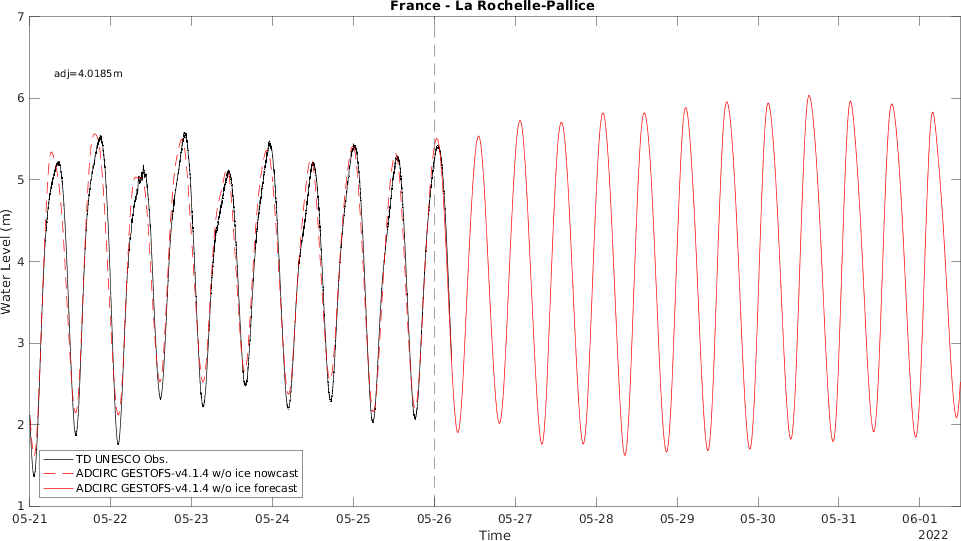 France - La Rochelle-Pallice
7
adj=4.0185m
6
5
4
3
2
1
Water Level (m)
TD UNESCO Obs.
ADCIRC GESTOFS-v4.1.4 w/o ice nowcast
ADCIRC GESTOFS-v4.1.4 w/o ice forecast
05-21 05-22 05-23 05-24 05-25 05-26 05-27 05-28 05-29 05-30 05-31 06-01
Time
2022